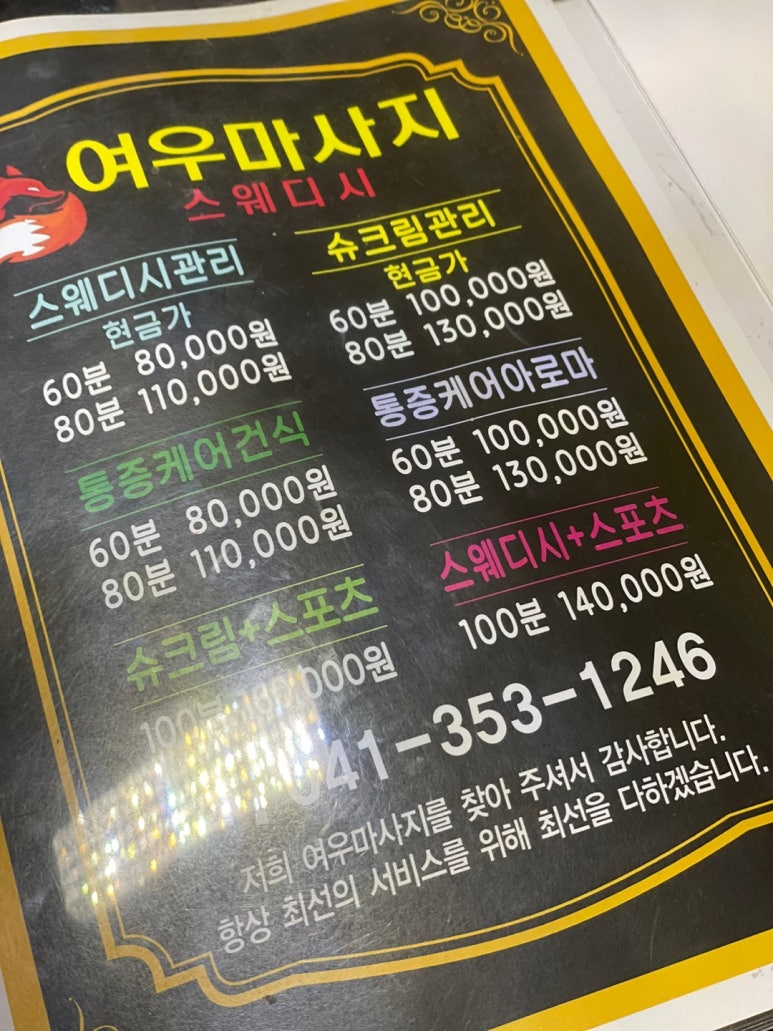 여우마사지
스웨디시
스웨디시관리
현금가
60분 80,000원
80분 110,000원
슈크림관리
현금가
60분 100,000원
80분 130,000원
통증케어건식
60분 80,000원
80분 110,000원
통증케어아로마
60분 100,000원
80분 130,000원
슈크림+스포츠
100분
스웨디시+스포츠
100분 140,000원
041-353-1246
저희 여우마사지를 찾아 주셔서 감사합니다.
항상 최선의 서비스를 위해 최선을 다하겠습니다.